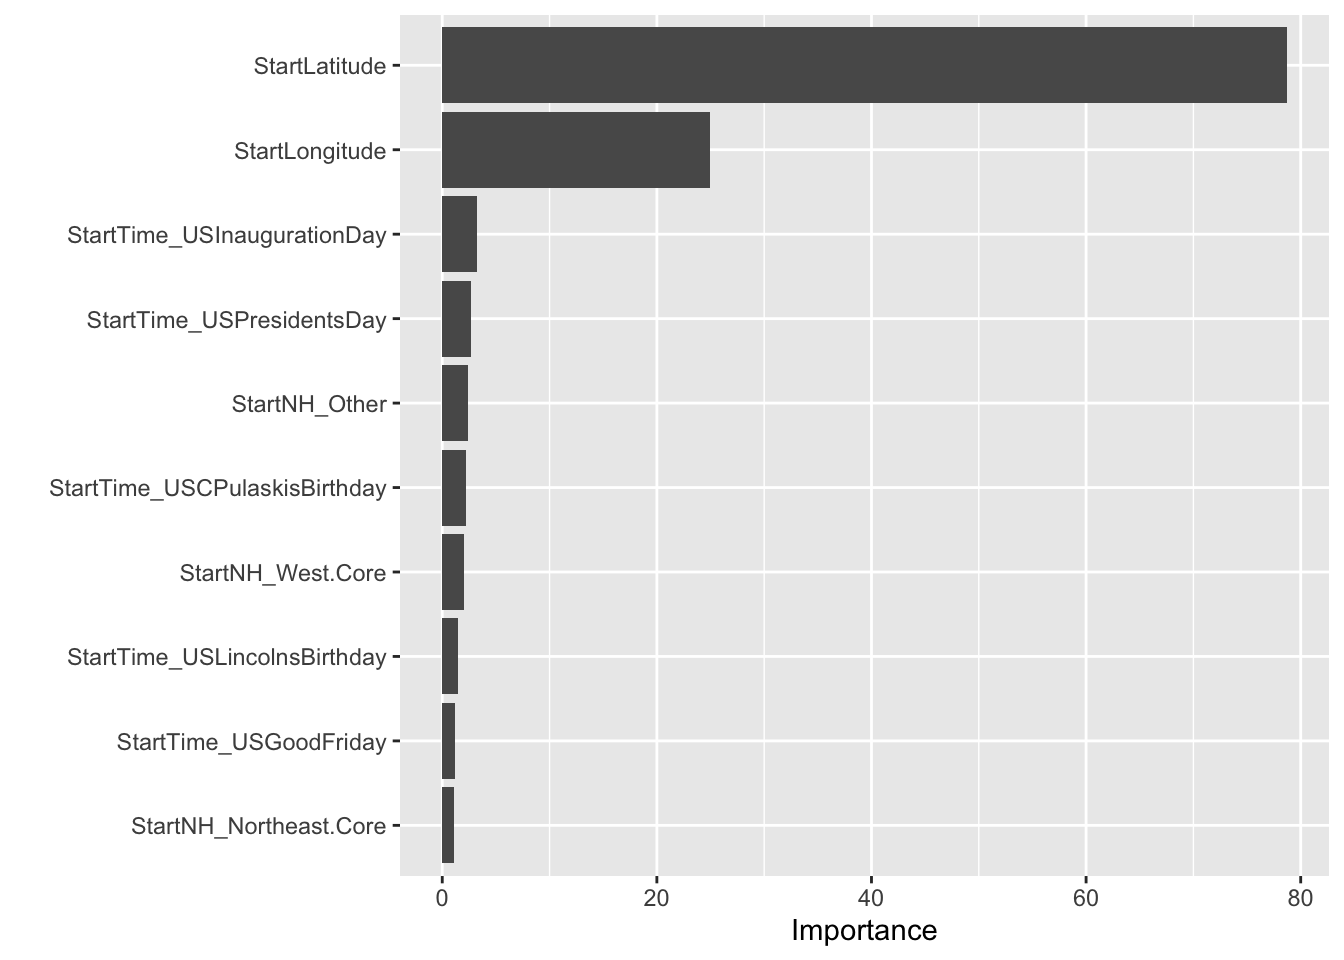 StartLatitude
StartLongitude
StartTime_USInaugurationDay
StartTime_USPresidentsDay
StartNH_Other
StartTime_USCPulaskisBirthday
StartNH_West.Core
StartTime_USLincolnsBirthday
StartTime_USGoodFriday
StartNH_Northeast.Core
0 20 40 60 80
Importance